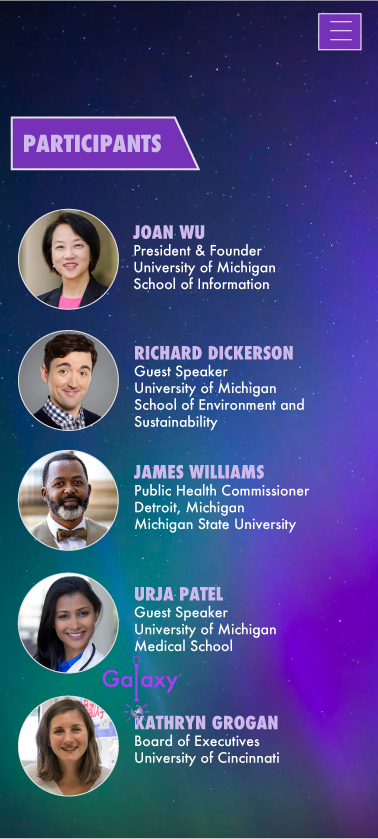 PARTICIPANTS
JOAN WU
President & Founder
University of Michigan
School of Information
RICHARD DICKERSON
Guest Speaker
University of Michigan
School of Environment and
Sustainability
JAMES WILLIAMS
Public Health Commissioner
Detroit, Michigan
Michigan State University
URJA PATEL
Guest Speaker
University of Michigan
Medical School
Galaxy
KATHRYN GROGAN
Board of Executives
University of Cincinnati